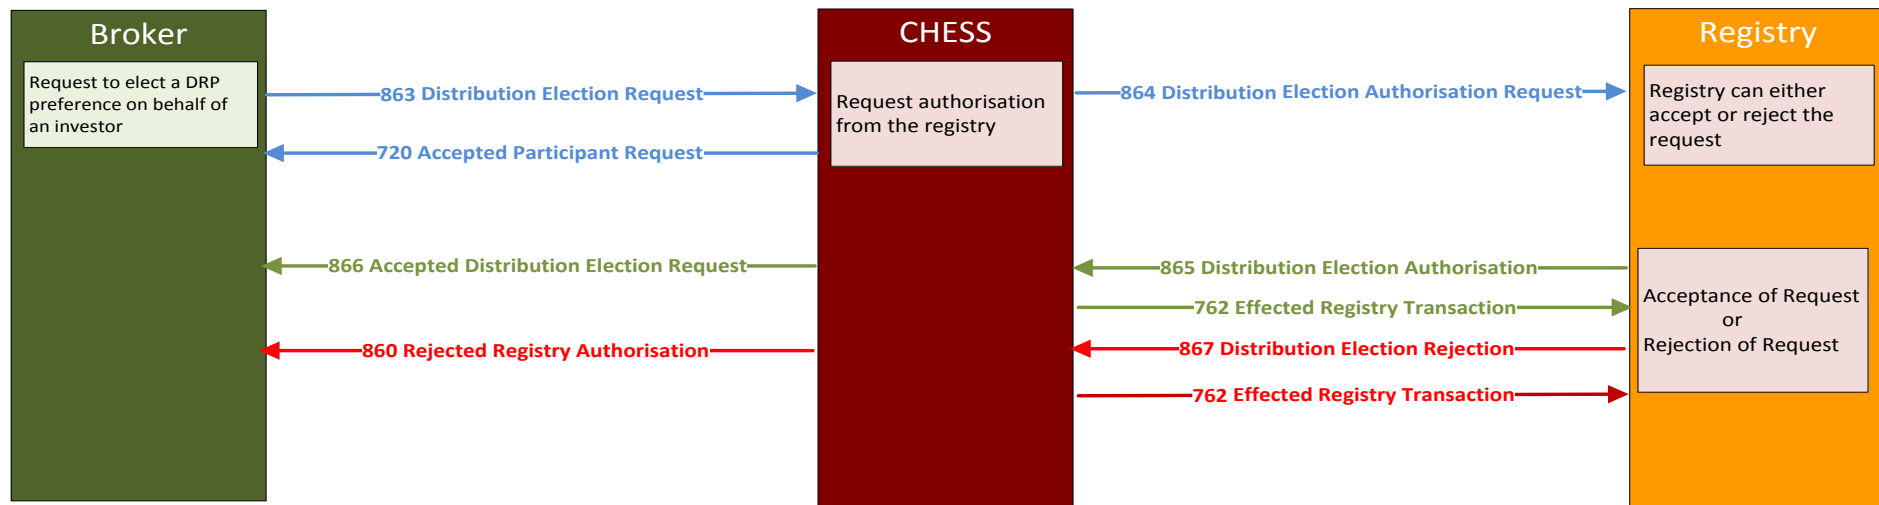 Broker
CHESS
Registry
Request to elect a DRP
preference on behalf of
an investor
863 Distribution Election Request
Request authorisation
from the registry
864 Distribution Election Authorisation Request
Registry can either
accept or reject the
request
720 Accepted Participant Request
866 Accepted Distribution Election Request
865 Distribution Election Authorisation
762 Effected Registry Transaction
Acceptance of Request
or
Rejection of Request
860 Rejected Registry Authorisation
867 Distribution Election Rejection
762 Effected Registry Transaction